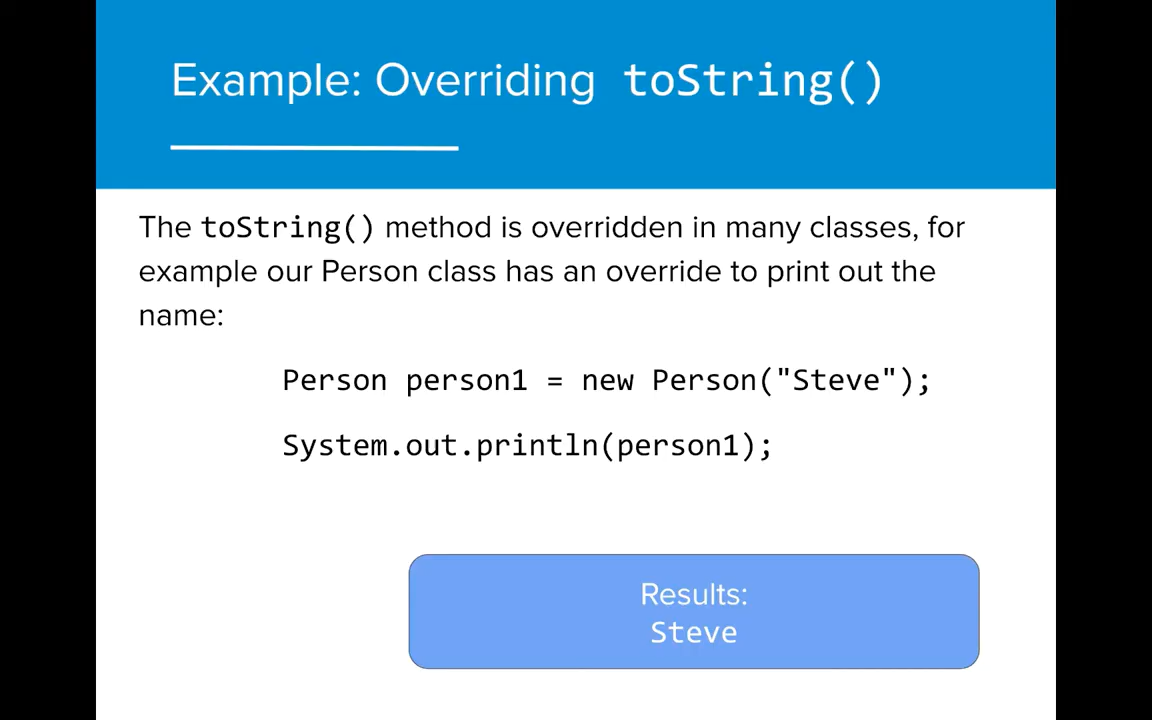 Example: Overriding toString()
The toString() method is overridden in many classes, for
example our Person class has an override to print out the
name:
Person person1 = new Person("Steve");
System.out.println(person1);
Results:
Steve